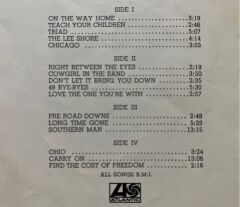 SIDE I
ON THE WAY HOME 3:19
TEACH YOUR CHILDREN 2:46
TRIAD 5:07
THE LEE SHORE 4:14
CHICAGO 3:03
SIDE II
RIGHT BETWEEN THE EYES 2:19
COWGIRL IN THE SAND 3:50
DON'T LET IT BRING YOU DOWN 2:35
49 BYE-BYES 5:30
LOVE THE ONE YOU'RE WITH 2:57
SIDE III
PRE ROAD DOWNS 2:48
LONG TIME GONE 5:33
SOUTHERN MAN 13:15
SIDE IV
OHIO 3:24
CARRY ON 13:06
FIND THE COST OF FREEDOM 2:16
ALL SONGS B.M.I.
ATLANTIC